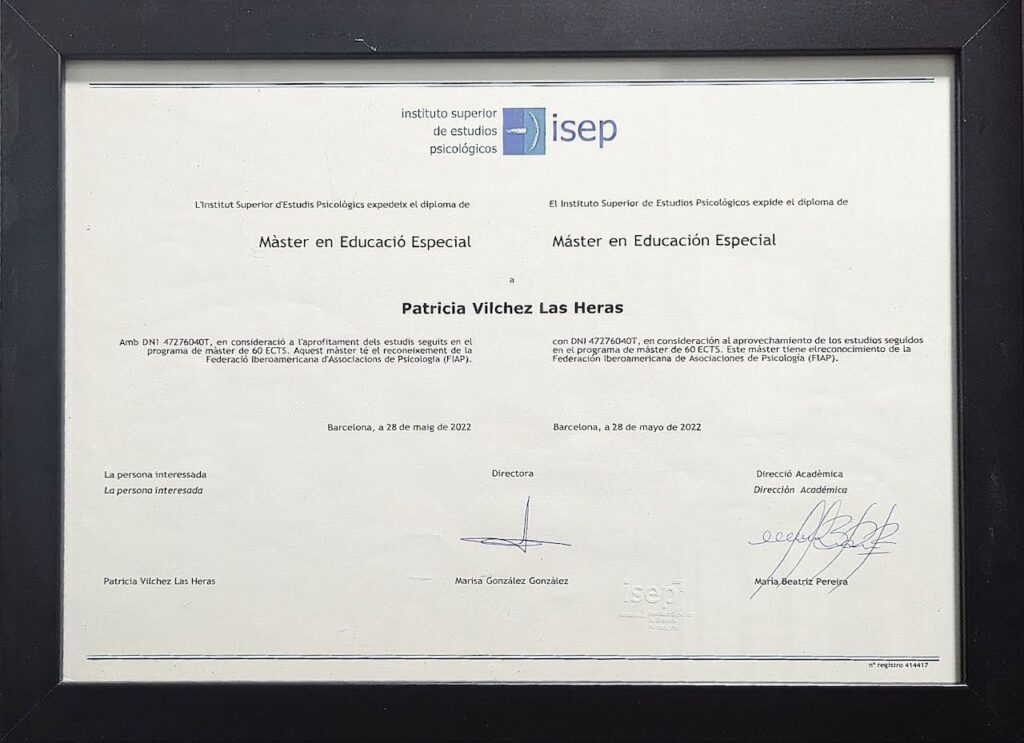 instituto superior
de estudios
psicológicos
isep
L'Institut Superior d'Estudis Psicològics expedeix el diploma de
El Instituto Superior de Estudios Psicológicos expide el diploma de
Màster en Educació Especial
Máster en Educación Especial
a
Patricia Vilchez Las Heras
Amb DNI 47276040T, en consideració a l'aprofitament dels estudis seguits en el
programa de màster de 60 ECTS. Aquest màster té el reconeixement de la
Federació Iberoamericana d'Associacions de Psicologia (FIAP).
con DNI 47276040T, en consideración al aprovechamiento de los estudios seguidos
en el programa de máster de 60 ECTS. Este máster tiene elreconocimiento de la
Federación Iberoamericana de Asociaciones de Psicología (FIAP).
Barcelona, a 28 de maig de 2022
Barcelona, a 28 de mayo de 2022
La persona interessada
La persona interesada
Directora
Direcció Acadèmica
Dirección Académica
Patricia Vilchez Las Heras
Marisa González González
María Beatriz Pereira
isep
nº registro 414417